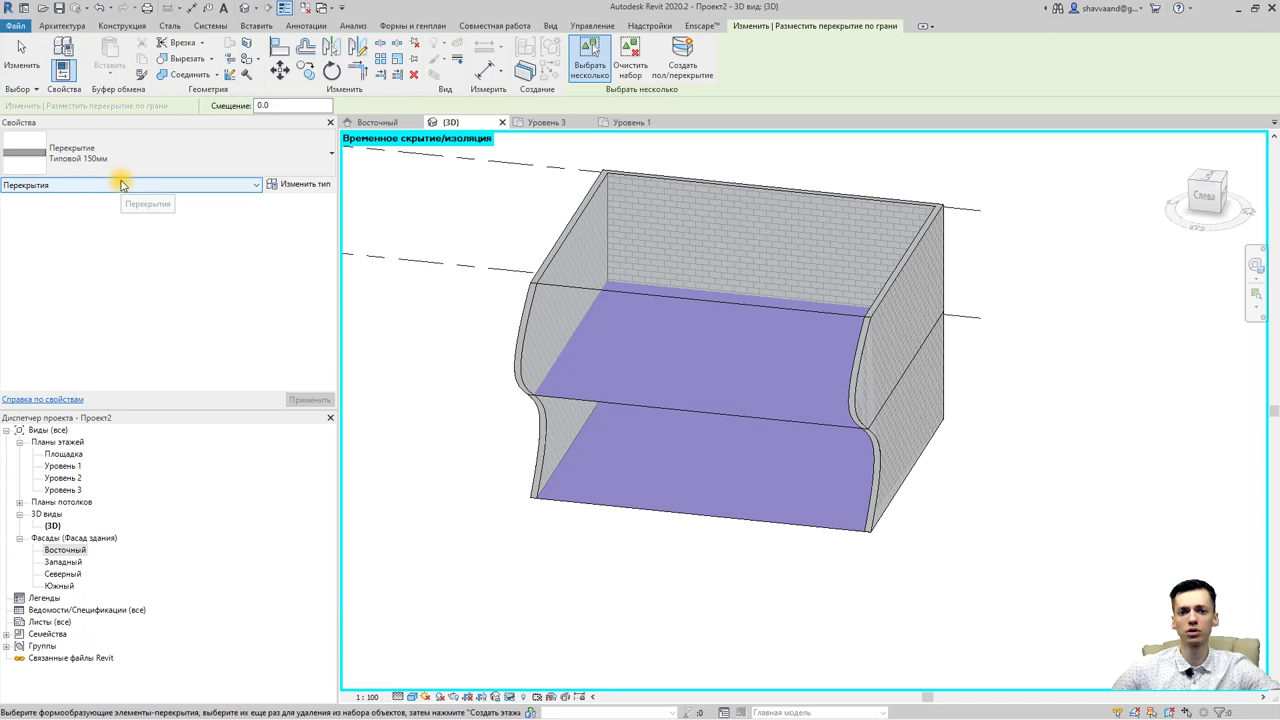 Autodesk Revit 2020.2 - Проект2 - 3D вид: {3D}
shavvaand@g...
Файл Архитектура Конструкция Сталь Системы Вставить Аннотации Анализ Формы и генплан Совместная работа Вид Управление Надстройки Enscape™ Изменить | Разместить перекрытие по грани
Изменить
Вставить
Врезка
Вырезать
Соединить
Выбрать несколько
Очистить набор
Создать пол/перекрытие
Выбор Свойства Буфер обмена Геометрия Изменить Вид Измерить Создание Выбрать несколько
Изменить | Разместить перекрытие по грани Смещение: 0.0
Свойства
Восточный {3D} Уровень 3 Уровень 1
Временное скрытие/изоляция
Перекрытие
Типовой 150мм
Перекрытия Изменить тип
Перекрытия
Слева
Справка по свойствам Применить
Диспетчер проекта - Проект2
Виды (все)
Планы этажей
Площадка
Уровень 1
Уровень 2
Уровень 3
Планы потолков
3D виды
{3D}
Фасады (Фасад здания)
Восточный
Западный
Северный
Южный
Легенды
Ведомости/Спецификации (все)
Листы (все)
Семейства
Группы
Связанные файлы Revit
1 : 100
Выберите формообразующие элементы-перекрытия, выберите их еще раз для удаления из набора объектов, затем нажмите "Создать этаж
:0 Главная модель :0